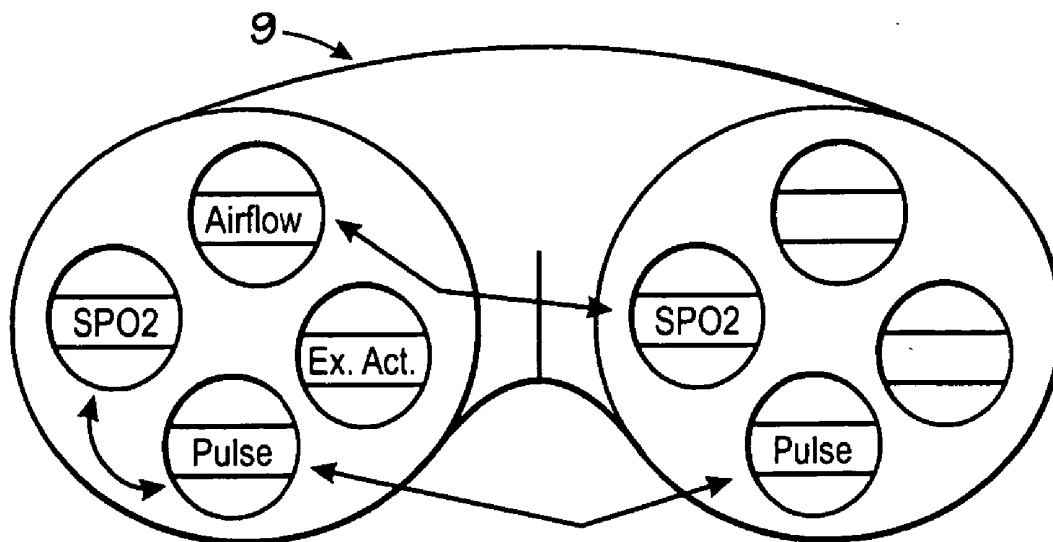 9
Airflow
SPO2
SPO2
Ex. Act.
Pulse
Pulse